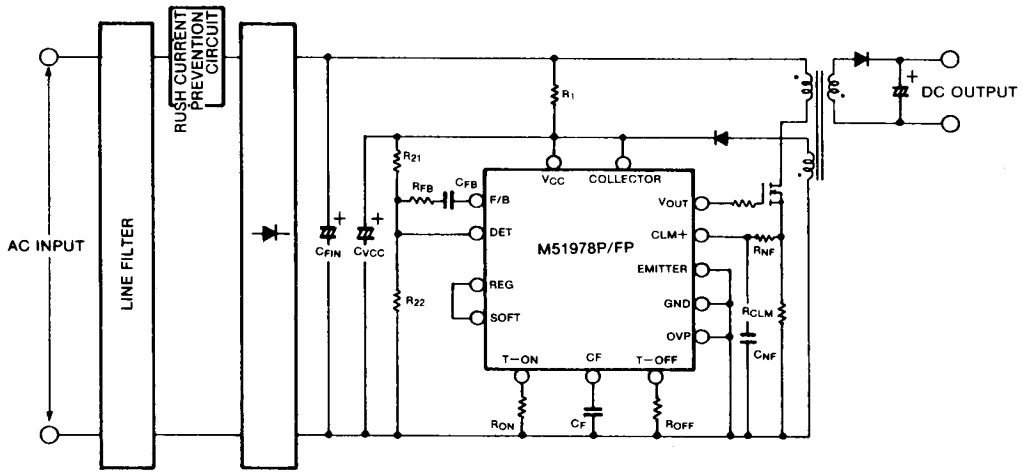 AC INPUT
LINE FILTER
RUSH CURRENT
PREVENTION
CIRCUIT
+
CFIN
+
CVCC
R1
R21
RFB
CFB
R22
VCC
COLLECTOR
F/B
DET
REG
SOFT
M51978P/FP
VOUT
CLM+
EMITTER
GND
OVP
T-ON
CF
T-OFF
RON
CF
ROFF
RNF
RCLM
CNF
+
DC OUTPUT